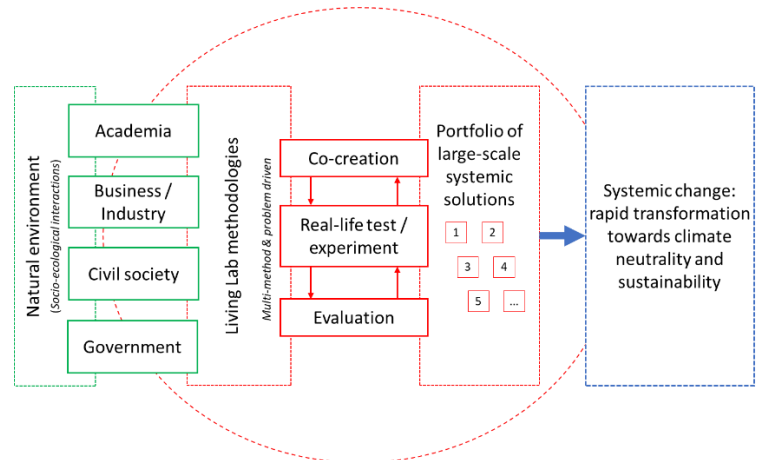 Natural environment
(Socio-ecological interactions)
Academia
Business /
Industry
Civil society
Government
Living Lab methodologies
Multi-method & problem driven
Co-creation
Real-life test /
experiment
Evaluation
Portfolio of
large-scale
systemic
solutions
1 2
3 4
5 ...
Systemic change:
rapid transformation
towards climate
neutrality and
sustainability